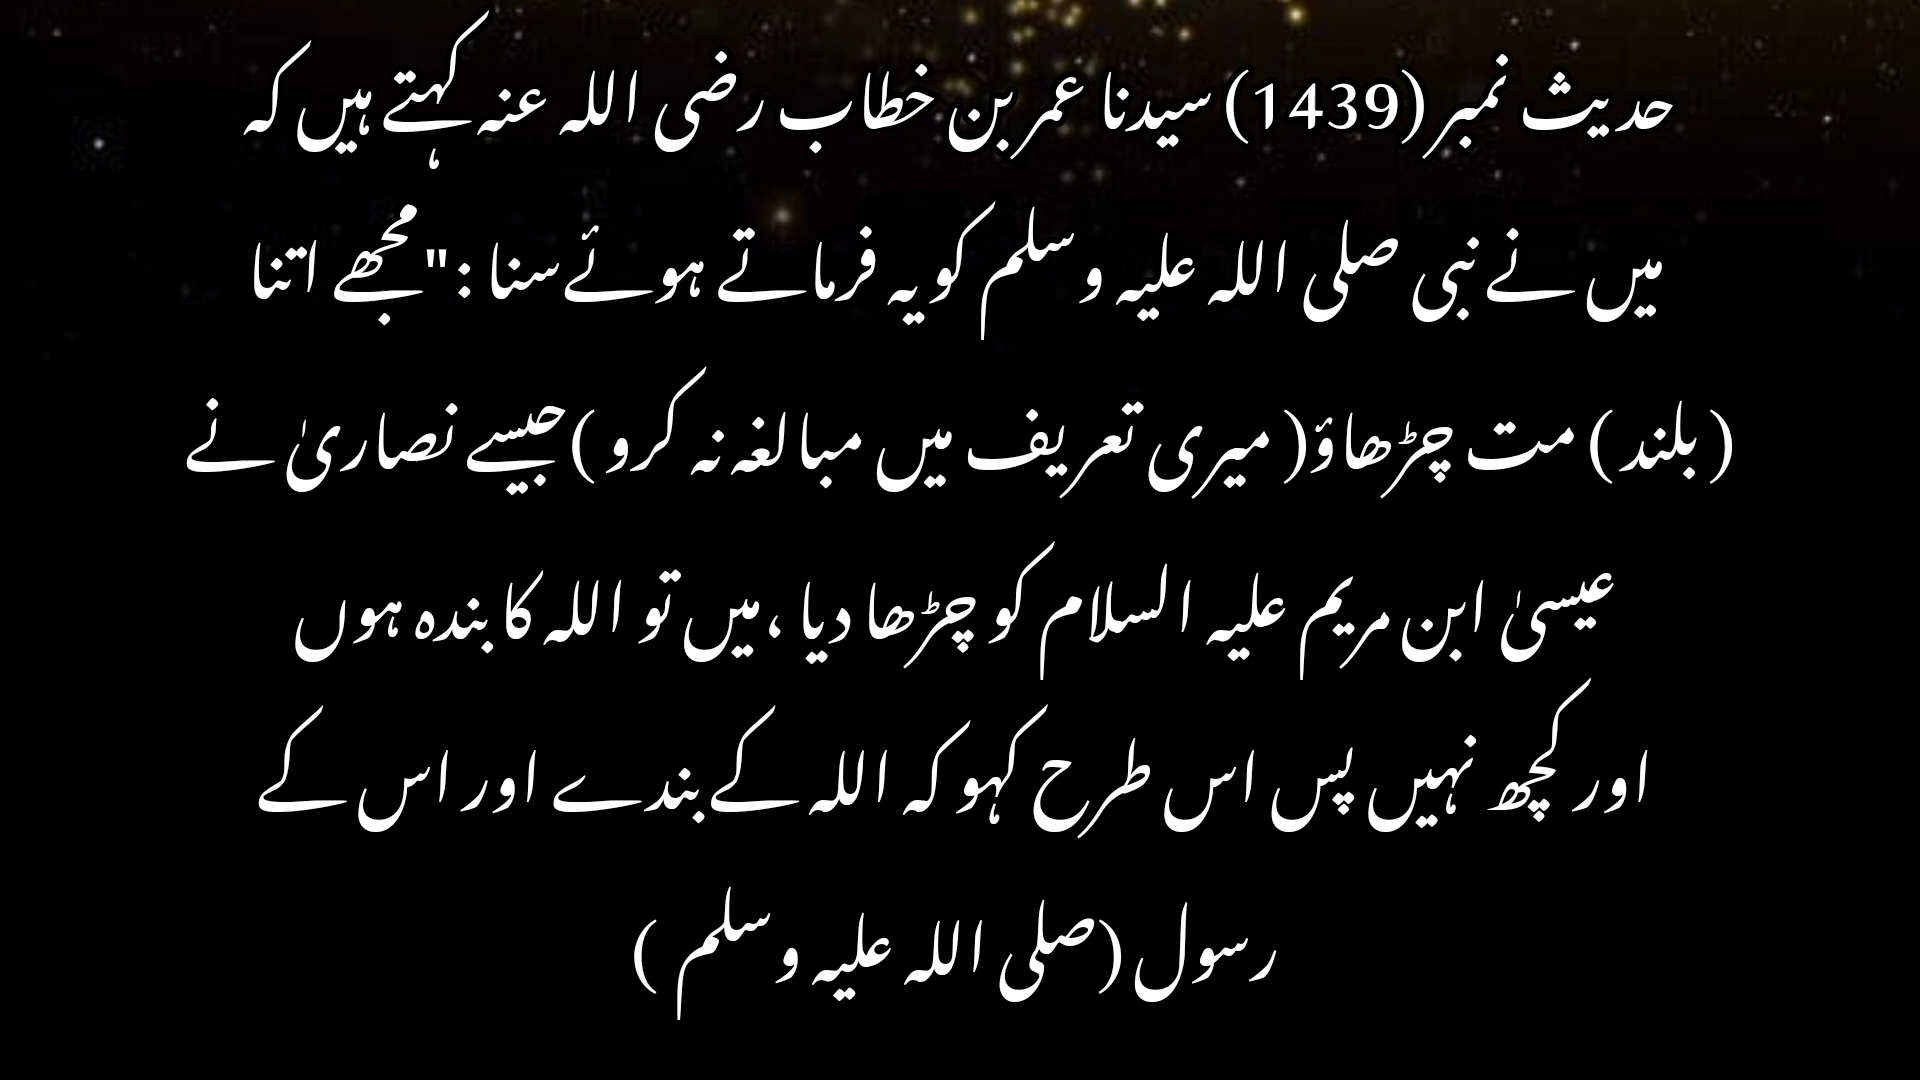 حدیث نمبر (1439) سیدنا عمر بن خطاب رضی اللہ عنہ کہتے ہیں کہ
میں نے نبی صلی اللہ علیہ وسلم کو یہ فرماتے ہوئے سنا : "مجھے اتنا
(بلند) مت چڑھاؤ( میری تعریف میں مبالغہ نہ کرو) جیسے نصاریٰ نے
عیسیٰ ابن مریم علیہ السلام کو چڑھا دیا ، میں تو اللہ کا بندہ ہوں
اور کچھ نہیں پس اس طرح کہو کہ اللہ کے بندے اور اس کے
رسول (صلی اللہ علیہ وسلم )